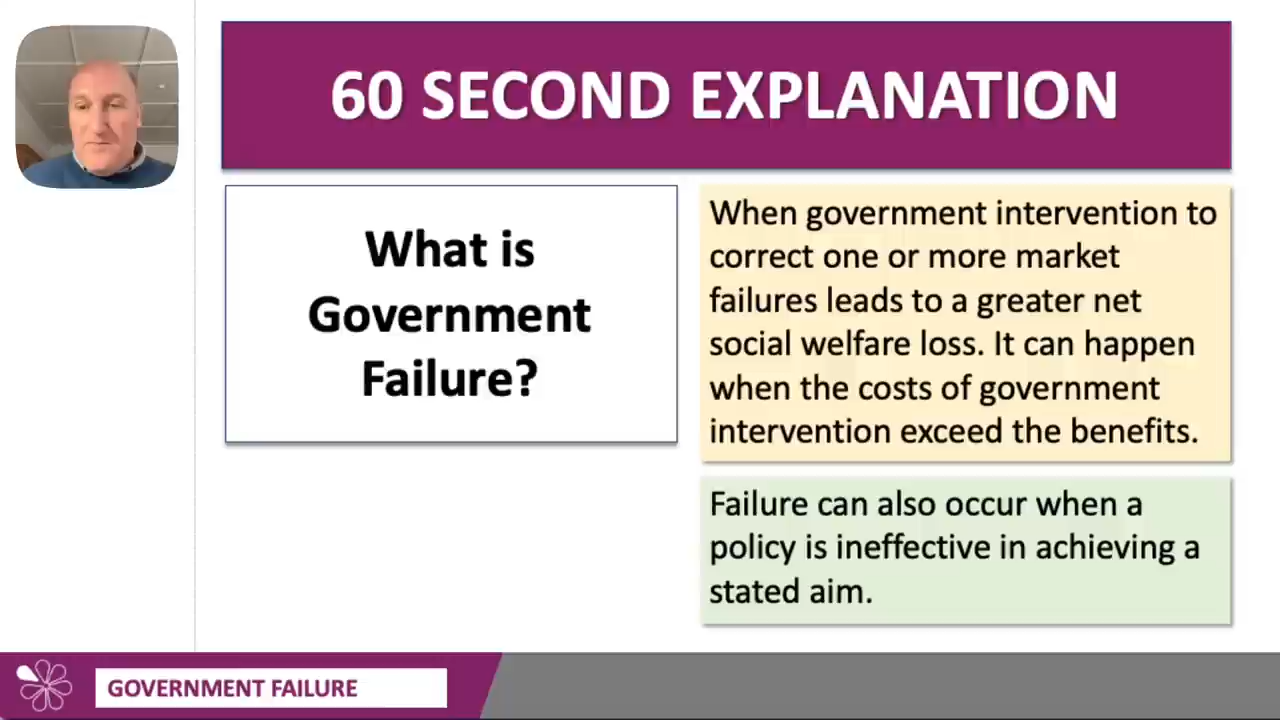 60 SECOND EXPLANATION
What is
Government
Failure?
When government intervention to
correct one or more market
failures leads to a greater net
social welfare loss. It can happen
when the costs of government
intervention exceed the benefits.
Failure can also occur when a
policy is ineffective in achieving a
stated aim.
GOVERNMENT FAILURE